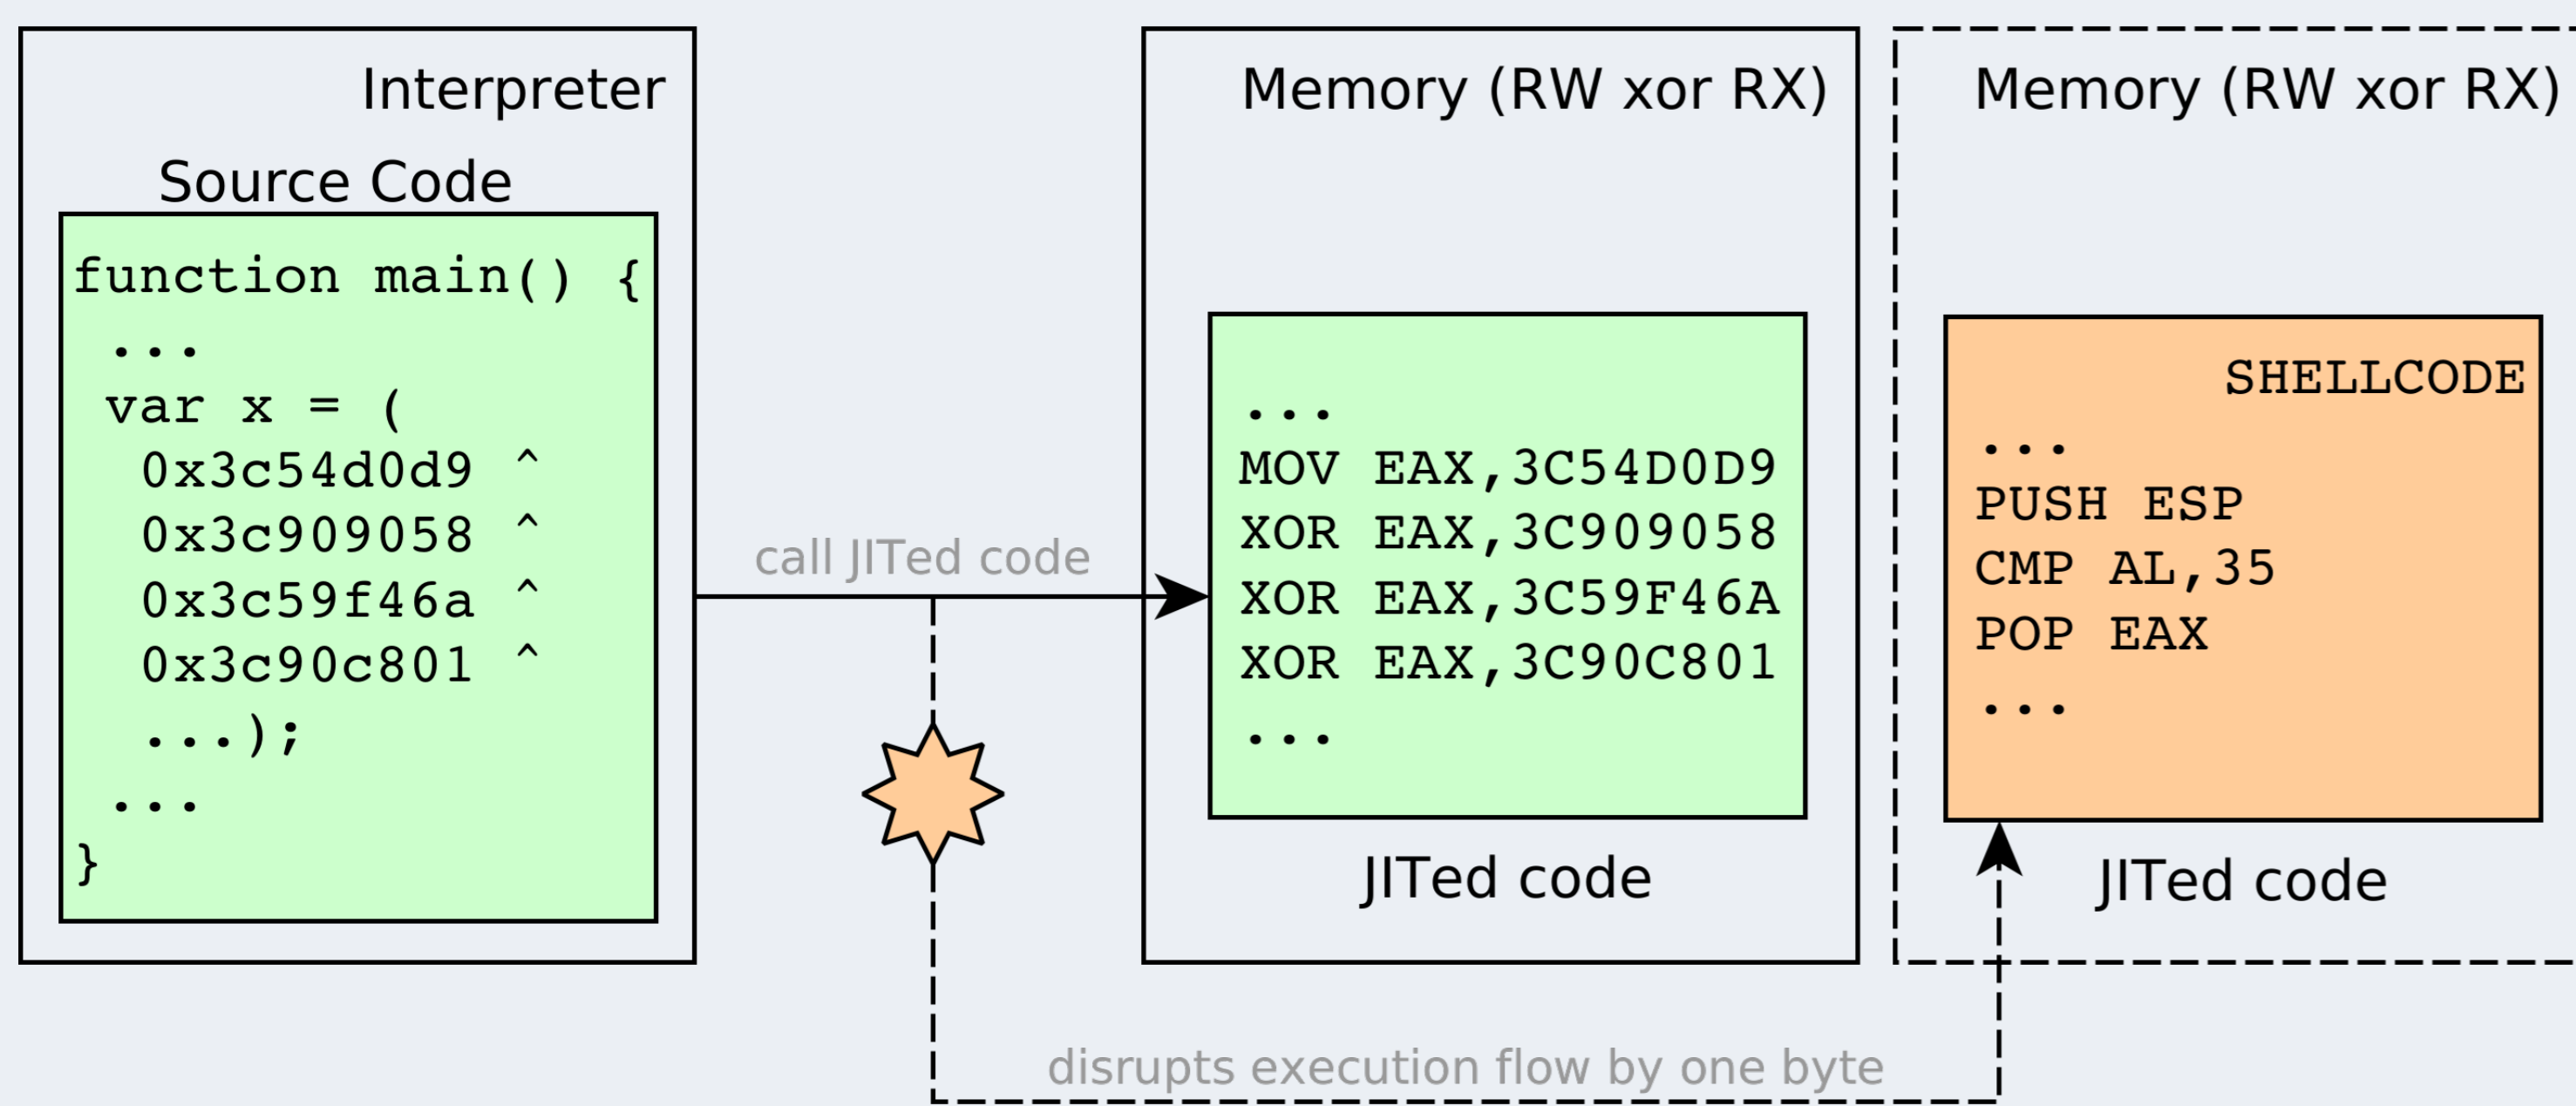 Interpreter
Source Code
function main() {
...
var x = (
0x3c54d0d9 ^
0x3c909058 ^
0x3c59f46a ^
0x3c90c801 ^
...);
...
}
call JITed code
Memory (RW xor RX)
...
MOV EAX,3C54D0D9
XOR EAX,3C909058
XOR EAX,3C59F46A
XOR EAX,3C90C801
...
JITed code
Memory (RW xor RX)
SHELLCODE
...
PUSH ESP
CMP AL,35
POP EAX
...
JITed code
disrupts execution flow by one byte